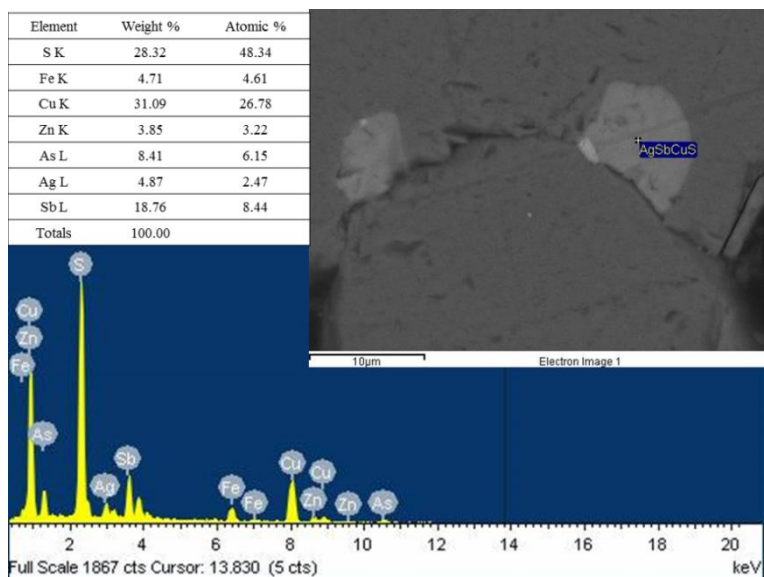 Element Weight % Atomic %
S K 28.32 48.34
Fe K 4.71 4.61
Cu K 31.09 26.78
Zn K 3.85 3.22
As L 8.41 6.15
Ag L 4.87 2.47
Sb L 18.76 8.44
Totals 100.00
AgSbCuS
10µm Electron Image 1
S
Cu
Zn
Fe
As
Ag
Sb
Fe
Fe
Cu
Cu
Zn
Zn
As
2 4 6 8 10 12 14 16 18 20
Full Scale 1867 cts Cursor: 13.830 (5 cts) keV